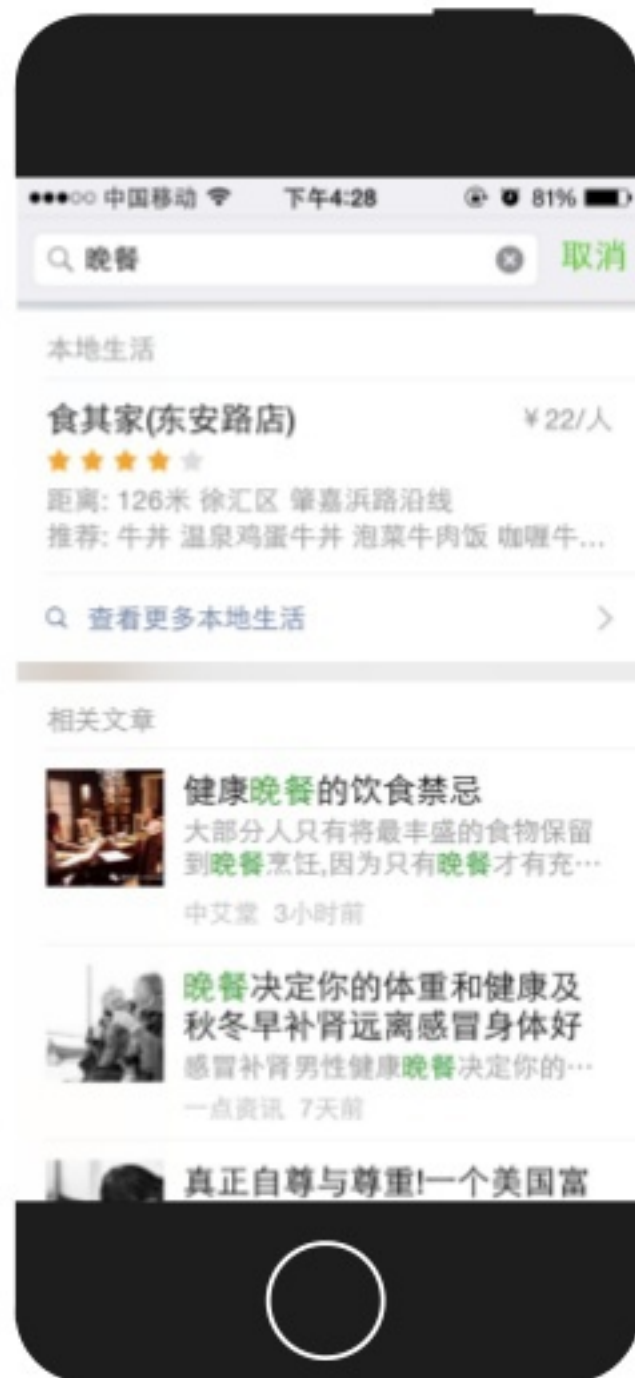 中国移动 下午4:28 81%
晚餐 取消
本地生活
食其家(东安路店) ¥22/人
距离: 126米 徐汇区 肇嘉浜路沿线
推荐: 牛丼 温泉鸡蛋牛丼 泡菜牛肉饭 咖喱牛...
查看更多本地生活
相关文章
健康晚餐的饮食禁忌
大部分人只有将最丰盛的食物保留
到晚餐烹饪,因为只有晚餐才有充…
中艾堂 3小时前
晚餐决定你的体重和健康及
秋冬早补肾远离感冒身体好
感冒补肾男性健康晚餐决定你的…
一点资讯 7天前
真正自尊与尊重!一个美国富